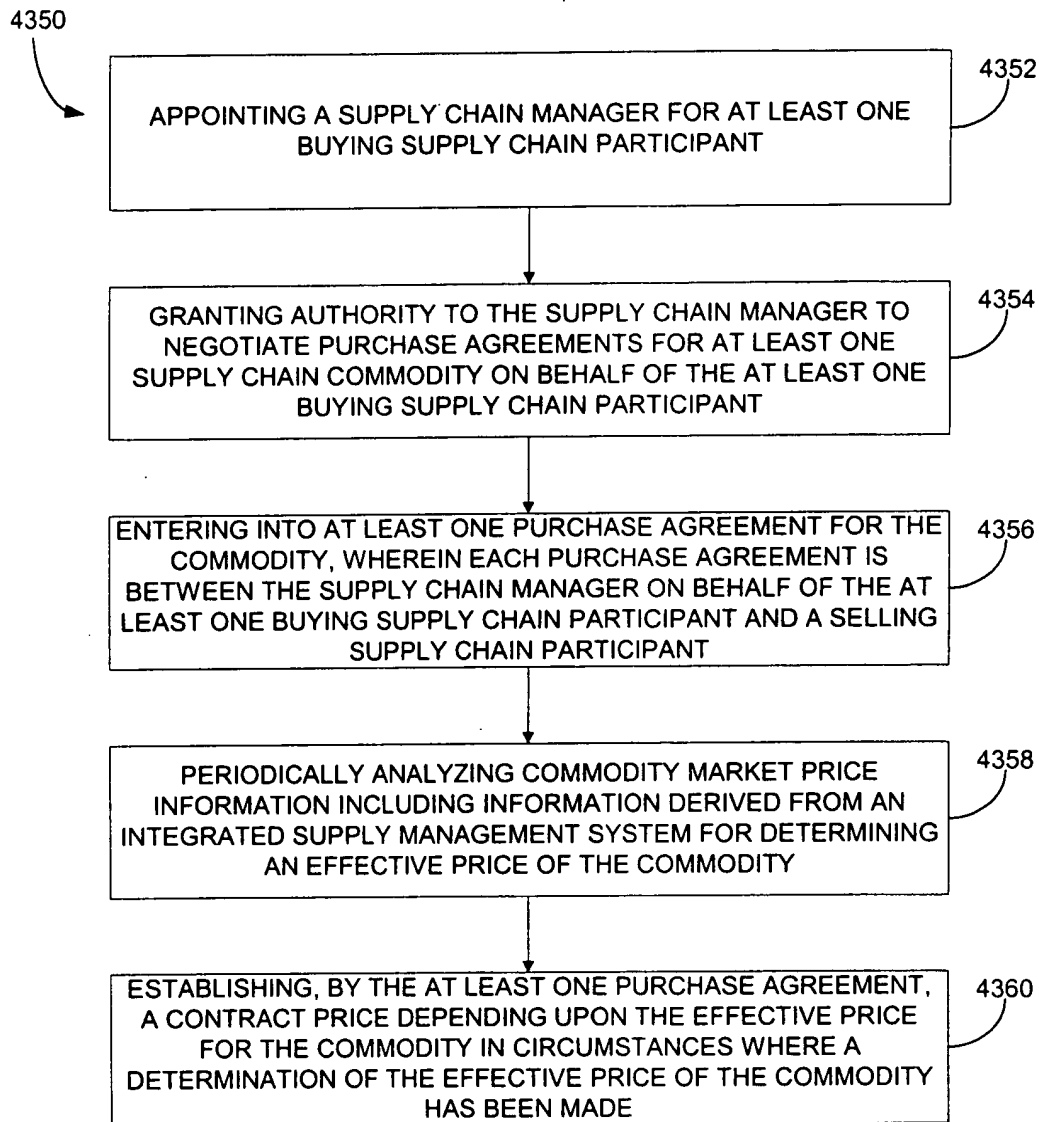 4350
4352
APPOINTING A SUPPLY CHAIN MANAGER FOR AT LEAST ONE
BUYING SUPPLY CHAIN PARTICIPANT
4354
GRANTING AUTHORITY TO THE SUPPLY CHAIN MANAGER TO
NEGOTIATE PURCHASE AGREEMENTS FOR AT LEAST ONE
SUPPLY CHAIN COMMODITY ON BEHALF OF THE AT LEAST ONE
BUYING SUPPLY CHAIN PARTICIPANT
4356
ENTERING INTO AT LEAST ONE PURCHASE AGREEMENT FOR THE
COMMODITY, WHEREIN EACH PURCHASE AGREEMENT IS
BETWEEN THE SUPPLY CHAIN MANAGER ON BEHALF OF THE AT
LEAST ONE BUYING SUPPLY CHAIN PARTICIPANT AND A SELLING
SUPPLY CHAIN PARTICIPANT
4358
PERIODICALLY ANALYZING COMMODITY MARKET PRICE
INFORMATION INCLUDING INFORMATION DERIVED FROM AN
INTEGRATED SUPPLY MANAGEMENT SYSTEM FOR DETERMINING
AN EFFECTIVE PRICE OF THE COMMODITY
4360
ESTABLISHING, BY THE AT LEAST ONE PURCHASE AGREEMENT,
A CONTRACT PRICE DEPENDING UPON THE EFFECTIVE PRICE
FOR THE COMMODITY IN CIRCUMSTANCES WHERE A
DETERMINATION OF THE EFFECTIVE PRICE OF THE COMMODITY
HAS BEEN MADE